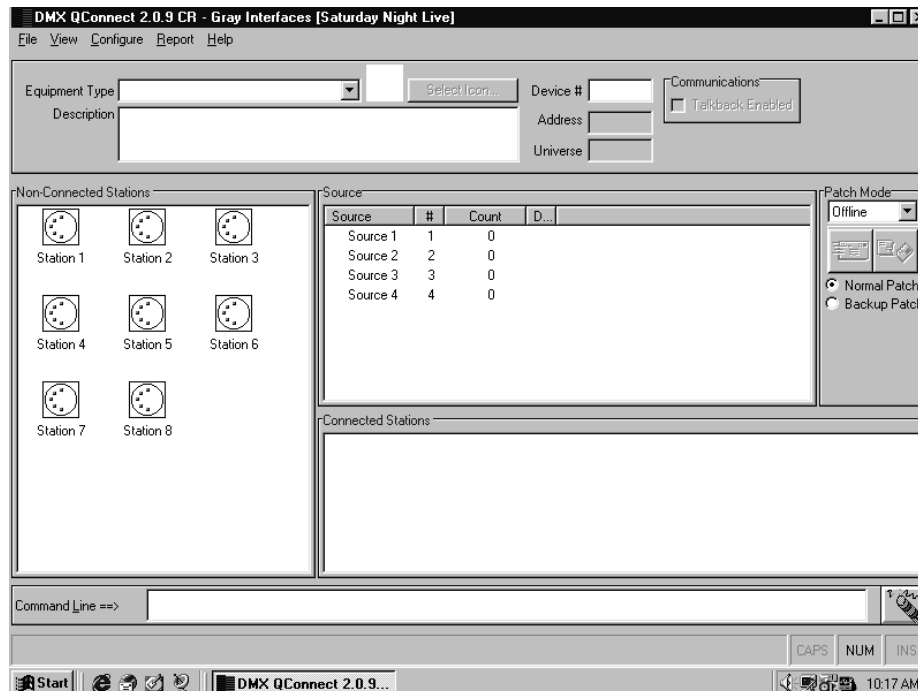 DMX QConnect 2.0.9 CR - Gray Interfaces [Saturday Night Live]
File View Configure Report Help
Equipment Type
Select Icon...
Device #
Communications
Talkback Enabled
Description
Address
Universe
Non-Connected Stations
Station 1 Station 2 Station 3
Station 4 Station 5 Station 6
Station 7 Station 8
Source
Source # Count D...
Source 1 1 0
Source 2 2 0
Source 3 3 0
Source 4 4 0
Patch Mode
Offline
Normal Patch
Backup Patch
Connected Stations
Command Line ==>
CAPS NUM INS
Start DMX QConnect 2.0.9... 10:17 AM